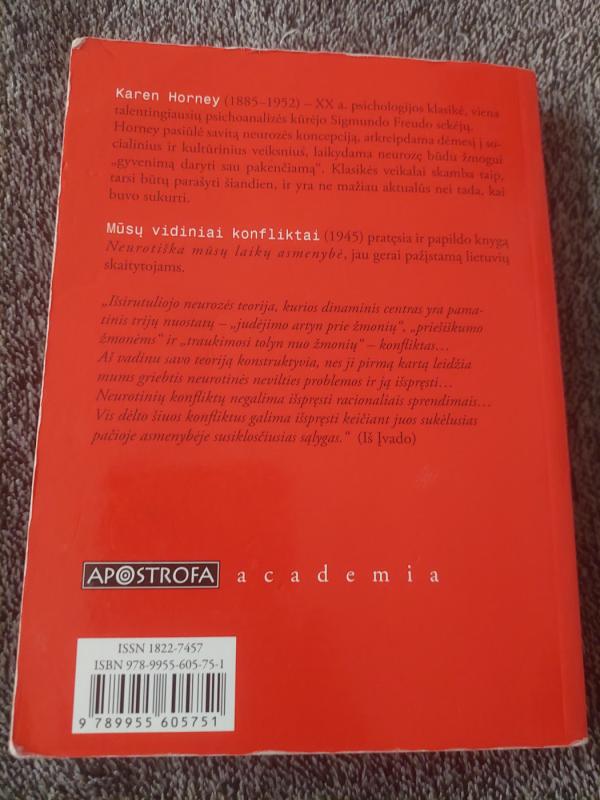 Karen Horney (1885–1952) – XX a. psichologijos klasikė, viena
talentingiausių psichoanalizės kūrėjo Sigmundo Freudo sekėjų.
Horney pasiūlė savitą neurozės koncepciją, atkreipdama dėmesį į so-
cialinius ir kultūrinius veiksnius, laikydama neurozę būdu žmogui
„gyvenimą daryti sau pakenčiamą“. Klasikės veikalai skamba taip,
tarsi būtų parašyti šiandien, ir yra ne mažiau aktualūs nei tada, kai
buvo sukurti.
Mūsų vidiniai konfliktai (1945) pratęsia ir papildo knygą
Neurotiška mūsų laikų asmenybė, jau gerai pažįstamą lietuvių
skaitytojams.
„Išsirutuliojo neurozės teorija, kurios dinaminis centras yra pama-
tinis trijų nuostatų – „judėjimo artyn prie žmonių“, „priešiškumo
žmonėms“ ir „traukimosi tolyn nuo žmonių“ – konfliktas...
Aš vadinu savo teoriją konstruktyvia, nes ji pirmą kartą leidžia
mums griebtis neurotinės nevilties problemos ir ją išspręsti...
Neurotinių konfliktų negalima išspręsti racionaliais sprendimais...
Vis dėlto šiuos konfliktus galima išspręsti keičiant juos sukėlusias
pačioje asmenybėje susiklosčiusias sąlygas.“ (Iš Įvado)
APOSTROFA academia
ISSN 1822-7457
ISBN 978-9955-605-75-1
9 789955 605751